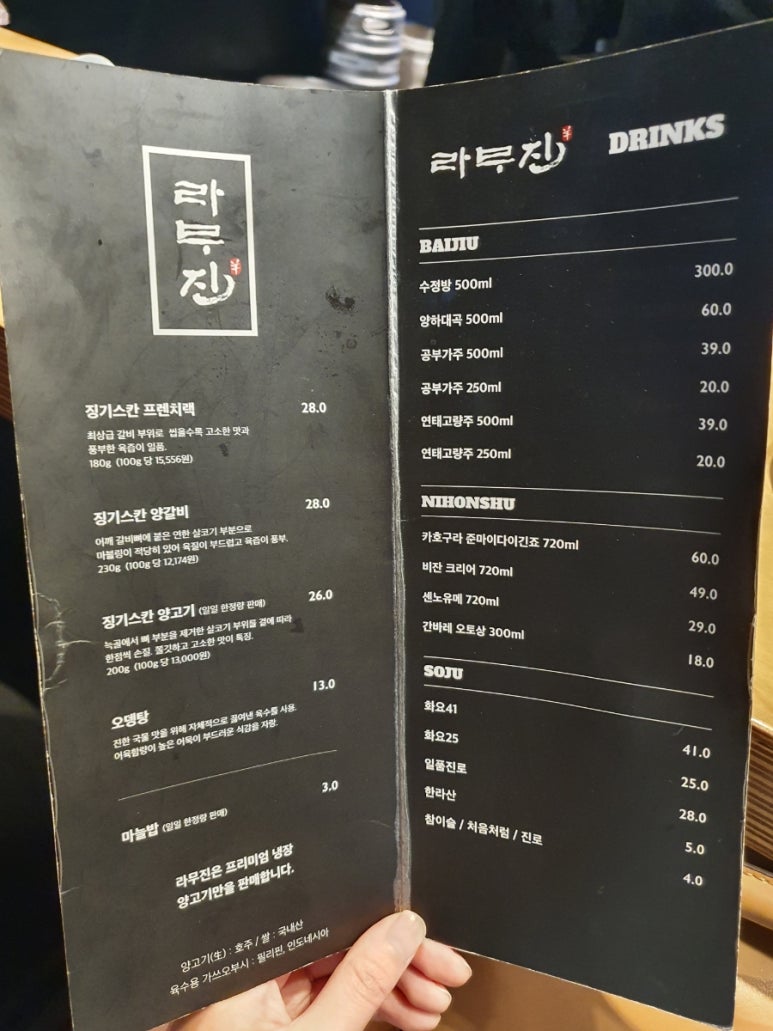 라무진
징기스칸 프렌치랙 28.0
최상급 갈비 부위로 씹을수록 고소한 맛과
풍부한 육즙이 일품.
180g (100g 당 15,556원)
징기스칸 양갈비 28.0
어깨 갈비뼈에 붙은 연한 살코기 부분으로
마블링이 적당히 있어 육질이 부드럽고 육즙이 풍부.
230g (100g 당 12,174원)
징기스칸 양고기 (일일 한정량 판매) 26.0
늑골에서 뼈 부분을 제거한 살코기 부위를 결에 따라
한점씩 손질. 쫄깃하고 고소한 맛이 특징.
200g (100g 당 13,000원)
오뎅탕 13.0
진한 국물 맛을 위해 자체적으로 끓여낸 육수를 사용.
어육함량이 높은 어묵이 부드러운 식감을 자랑.
마늘밥 (일일 한정량 판매) 3.0
라무진은 프리미엄 냉장
양고기만을 판매합니다.
양고기(生) : 호주 / 쌀 : 국내산
육수용 가쓰오부시 : 필리핀, 인도네시아
라무진 羊 DRINKS
BAIJIU
수정방 500ml 300.0
양하대곡 500ml 60.0
공부가주 500ml 39.0
공부가주 250ml 20.0
연태고량주 500ml 39.0
연태고량주 250ml 20.0
NIHONSHU
카호구라 준마이다이긴죠 720ml 60.0
비잔 크리어 720ml 49.0
센노유메 720ml 29.0
간바레 오토상 300ml 18.0
SOJU
화요41 41.0
화요25 25.0
일품진로 28.0
한라산 5.0
참이슬 / 처음처럼 / 진로 4.0